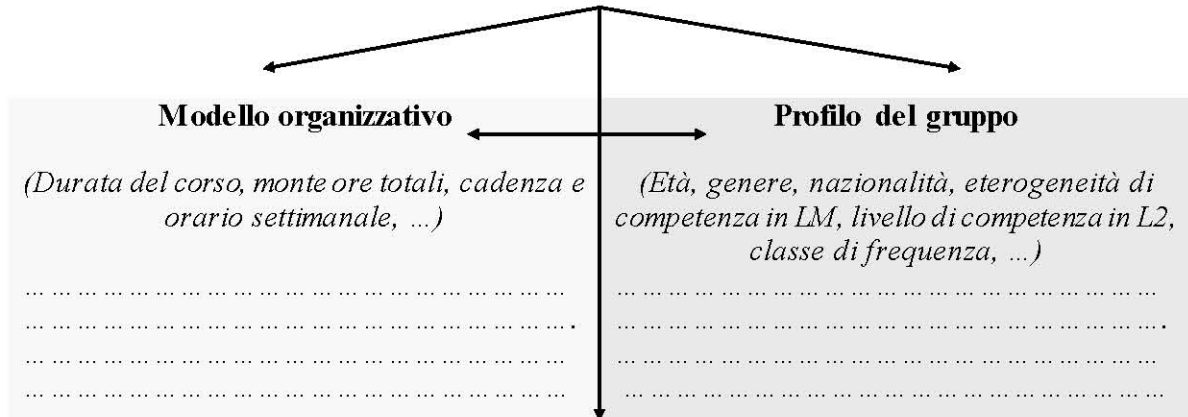 Modello organizzativo
(Durata del corso, monte ore totali, cadenza e
orario settimanale, ...)
... ... ... ... ... ... ... ... ... ... ... ... ... ... ... ... ... ... ... ...
... ... ... ... ... ... ... ... ... ... ... ... ... ... ... ... ... ... ... ... .
... ... ... ... ... ... ... ... ... ... ... ... ... ... ... ... ... ... ... ...
... ... ... ... ... ... ... ... ... ... ... ... ... ... ... ... ... ... ... ...
Profilo del gruppo
(Età, genere, nazionalità, eterogeneità di
competenza in LM, livello di competenza in L2,
classe di frequenza, ...)
... ... ... ... ... ... ... ... ... ... ... ... ... ... ... ... ... ... ... ...
... ... ... ... ... ... ... ... ... ... ... ... ... ... ... ... ... ... ... ... .
... ... ... ... ... ... ... ... ... ... ... ... ... ... ... ... ... ... ... ...
... ... ... ... ... ... ... ... ... ... ... ... ... ... ... ... ... ... ... ...